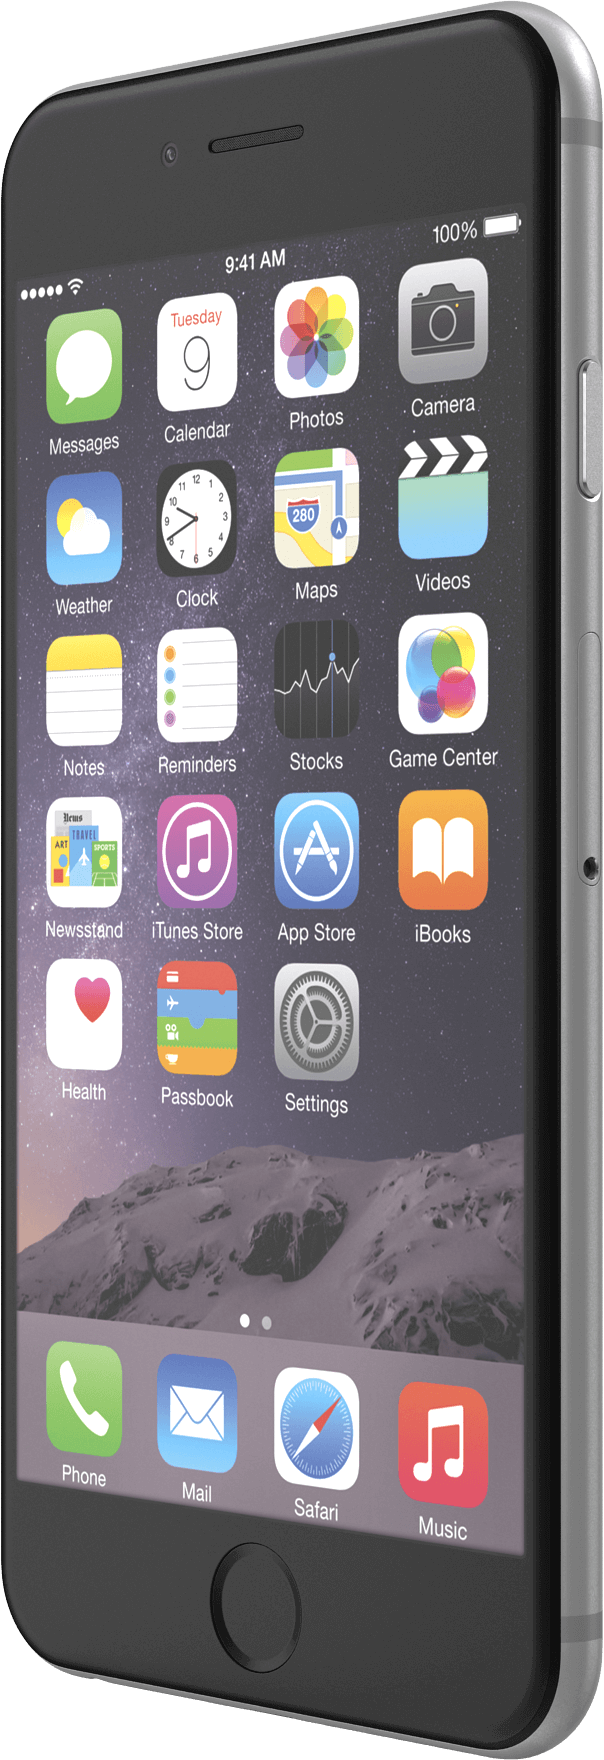 100%
9:41 AM
Tuesday
9
Messages
Calendar
Photos
Camera
12
11 1
10 2
9 3
8 4
7 5
6
280
Weather
Clock
Maps
Videos
Notes
Reminders
Stocks
Game Center
News
TRAVEL
ART
SPORTS
Newsstand
iTunes Store
App Store
iBooks
Health
Passbook
Settings
Phone
Mail
Safari
Music